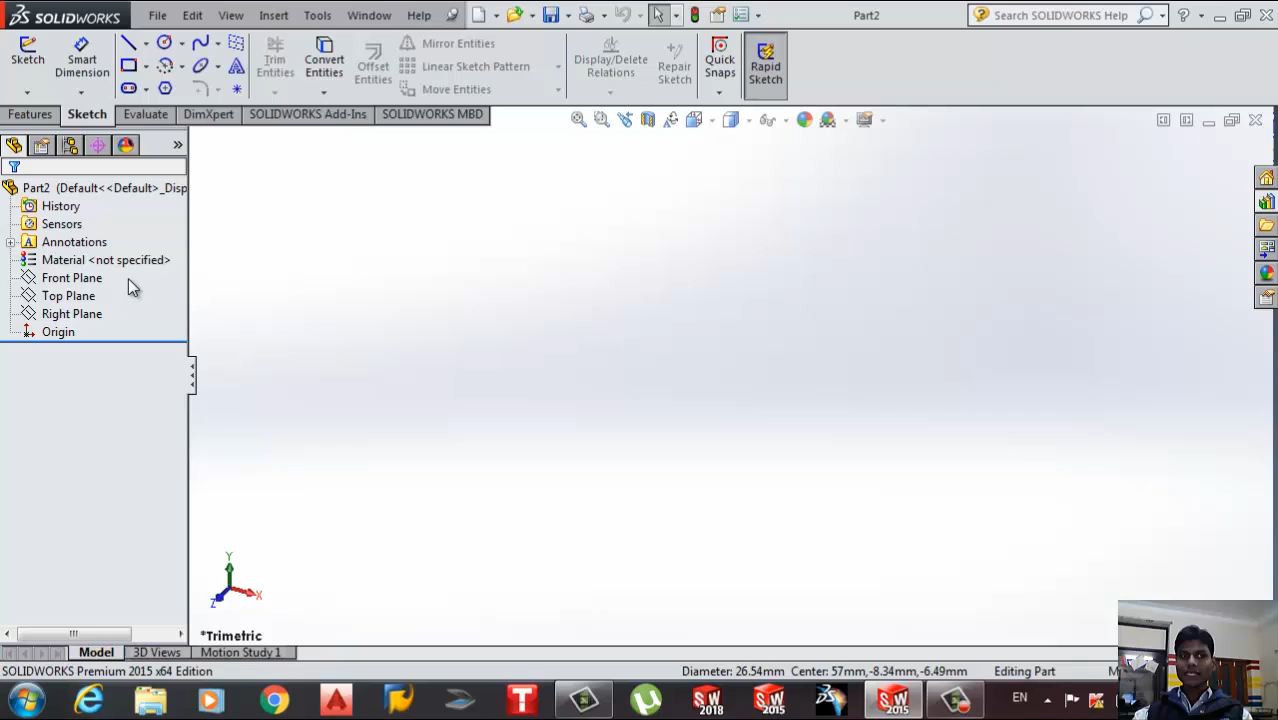 SOLIDWORKS File Edit View Insert Tools Window Help Part2 Search SOLIDWORKS Help
Sketch
Smart Dimension
Trim Entities
Convert Entities
Offset Entities
Mirror Entities
Linear Sketch Pattern
Move Entities
Display/Delete Relations
Repair Sketch
Quick Snaps
Rapid Sketch
Features Sketch Evaluate DimXpert SOLIDWORKS Add-Ins SOLIDWORKS MBD
Part2 (Default<<Default>_Disp
History
Sensors
Annotations
Material <not specified>
Front Plane
Top Plane
Right Plane
Origin
Y
X
Z
*Trimetric
Model 3D Views Motion Study 1
SOLIDWORKS Premium 2015 x64 Edition Diameter: 26.54mm Center: 57mm,-8.34mm,-6.49mm Editing Part M
SW 2018 SW 2015 SW 2015 EN